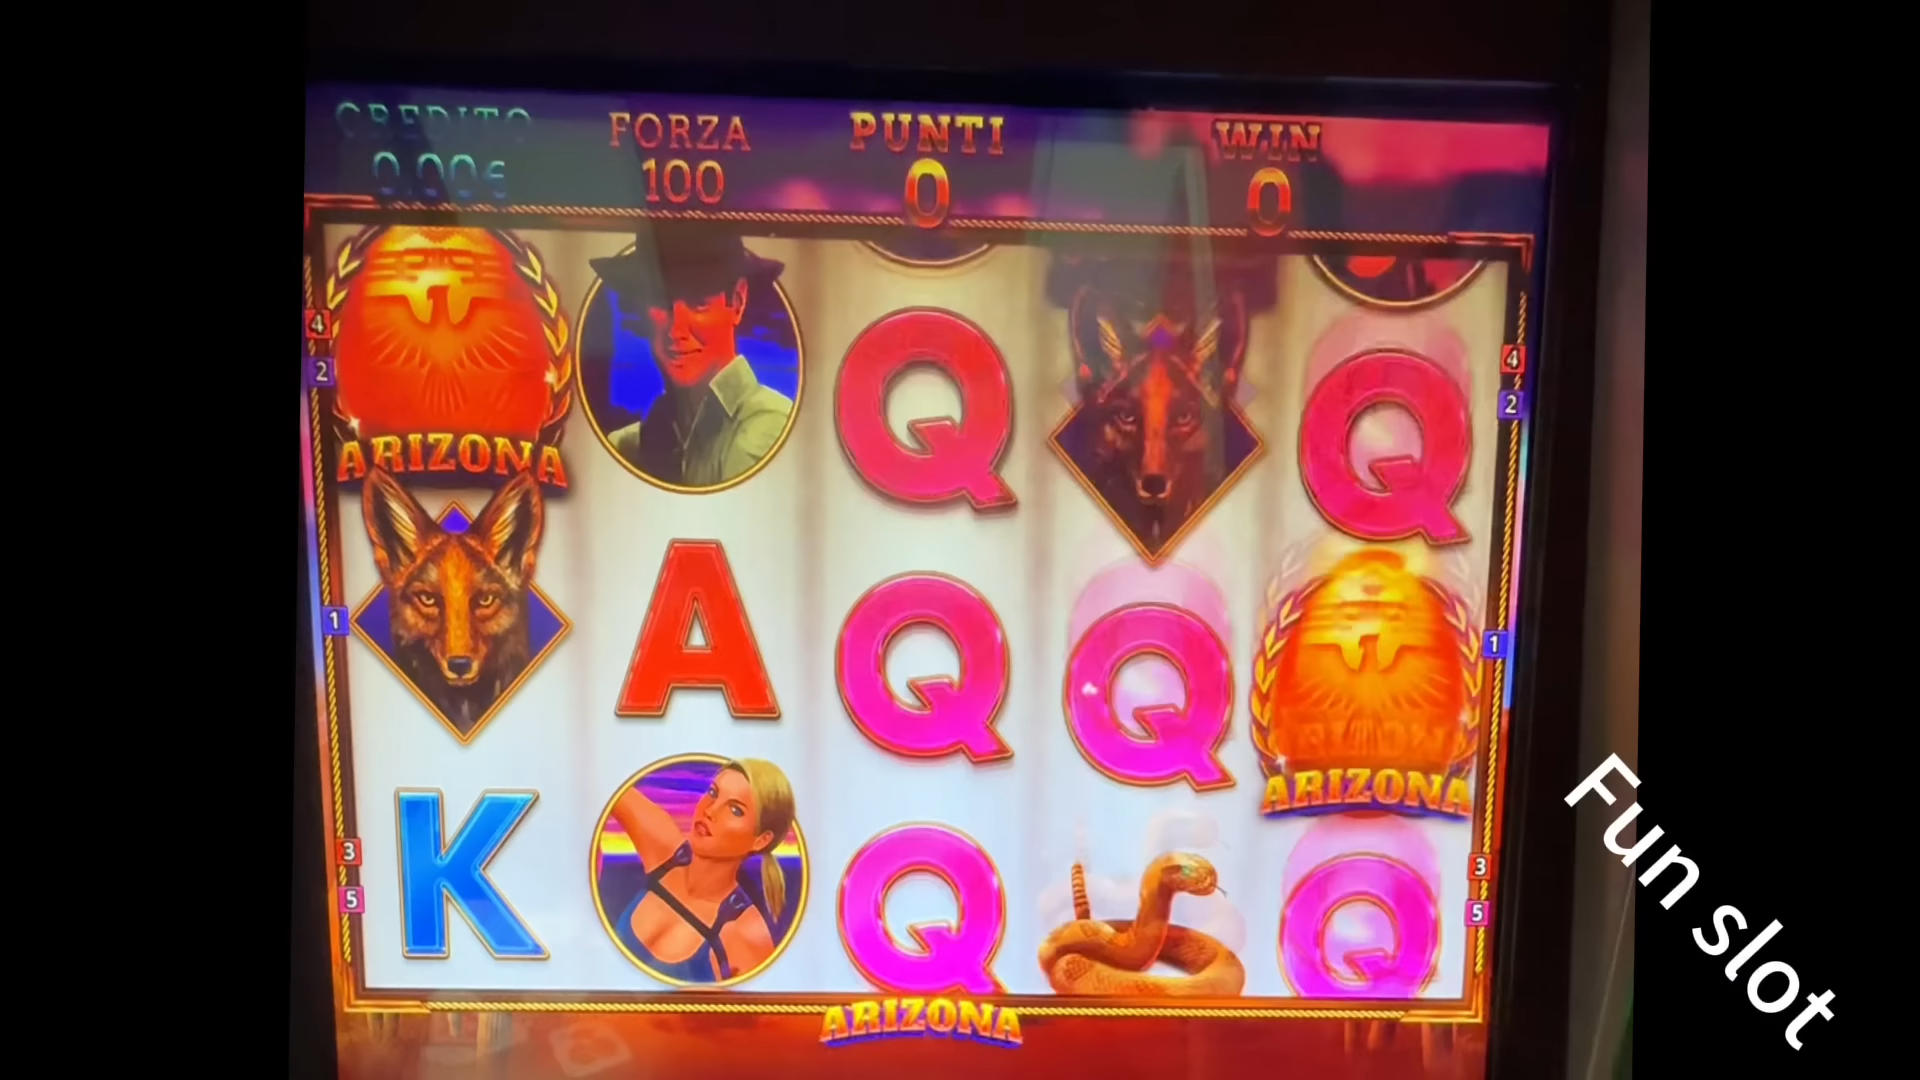 CREDITO FORZA PUNTI WIN
0,00€ 100 0 0
ARIZONA
4 Q Q 4
2 2
A
1 Q Q 1
ARIZONA
K
3 Q Q 3
5 5
ARIZONA
Fun slot